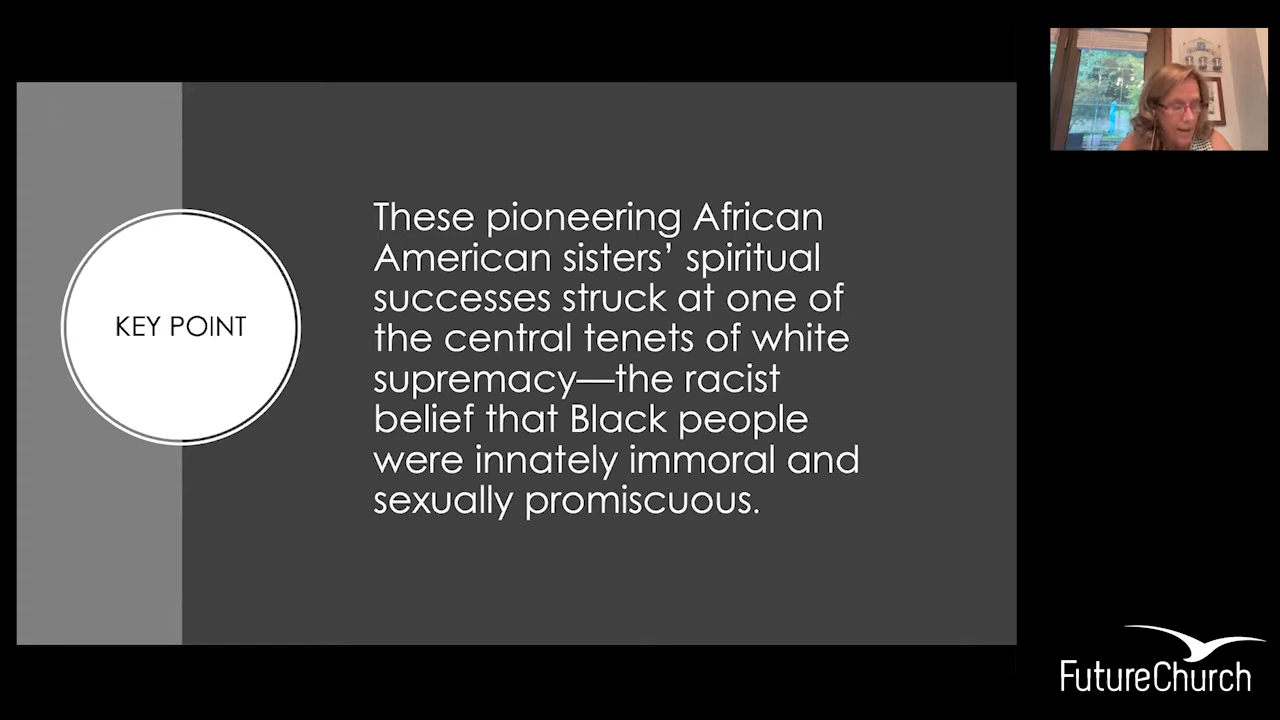 KEY POINT
These pioneering African
American sisters’ spiritual
successes struck at one of
the central tenets of white
supremacy—the racist
belief that Black people
were innately immoral and
sexually promiscuous.
FutureChurch